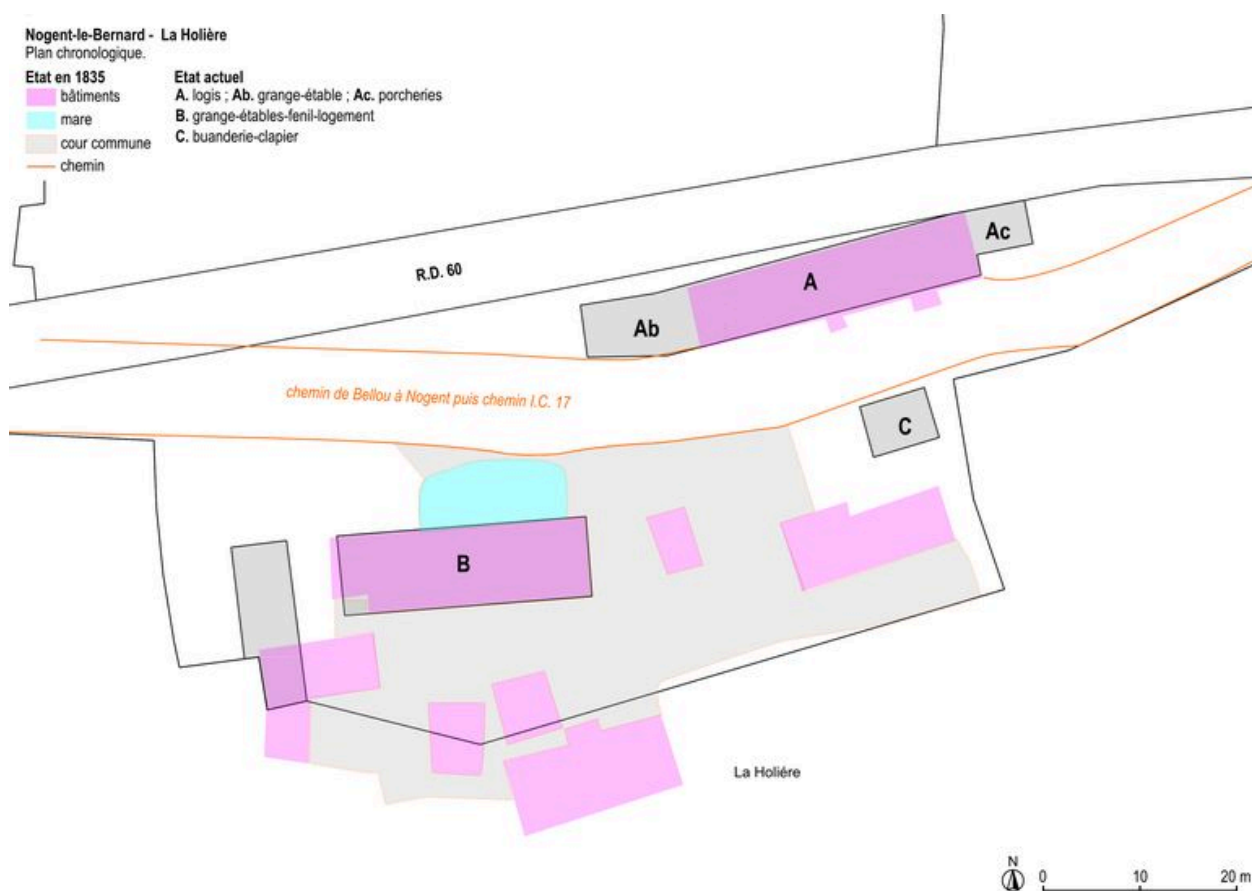 Nogent-le-Bernard - La Holière
Plan chronologique.
Etat en 1835
bâtiments
mare
cour commune
chemin
Etat actuel
A. logis ; Ab. grange-étable ; Ac. porcheries
B. grange-étables-fenil-logement
C. buanderie-clapier
R.D. 60
Ac
A
Ab
chemin de Bellou à Nogent puis chemin I.C. 17
C
B
La Holiére
N
0 10 20 m